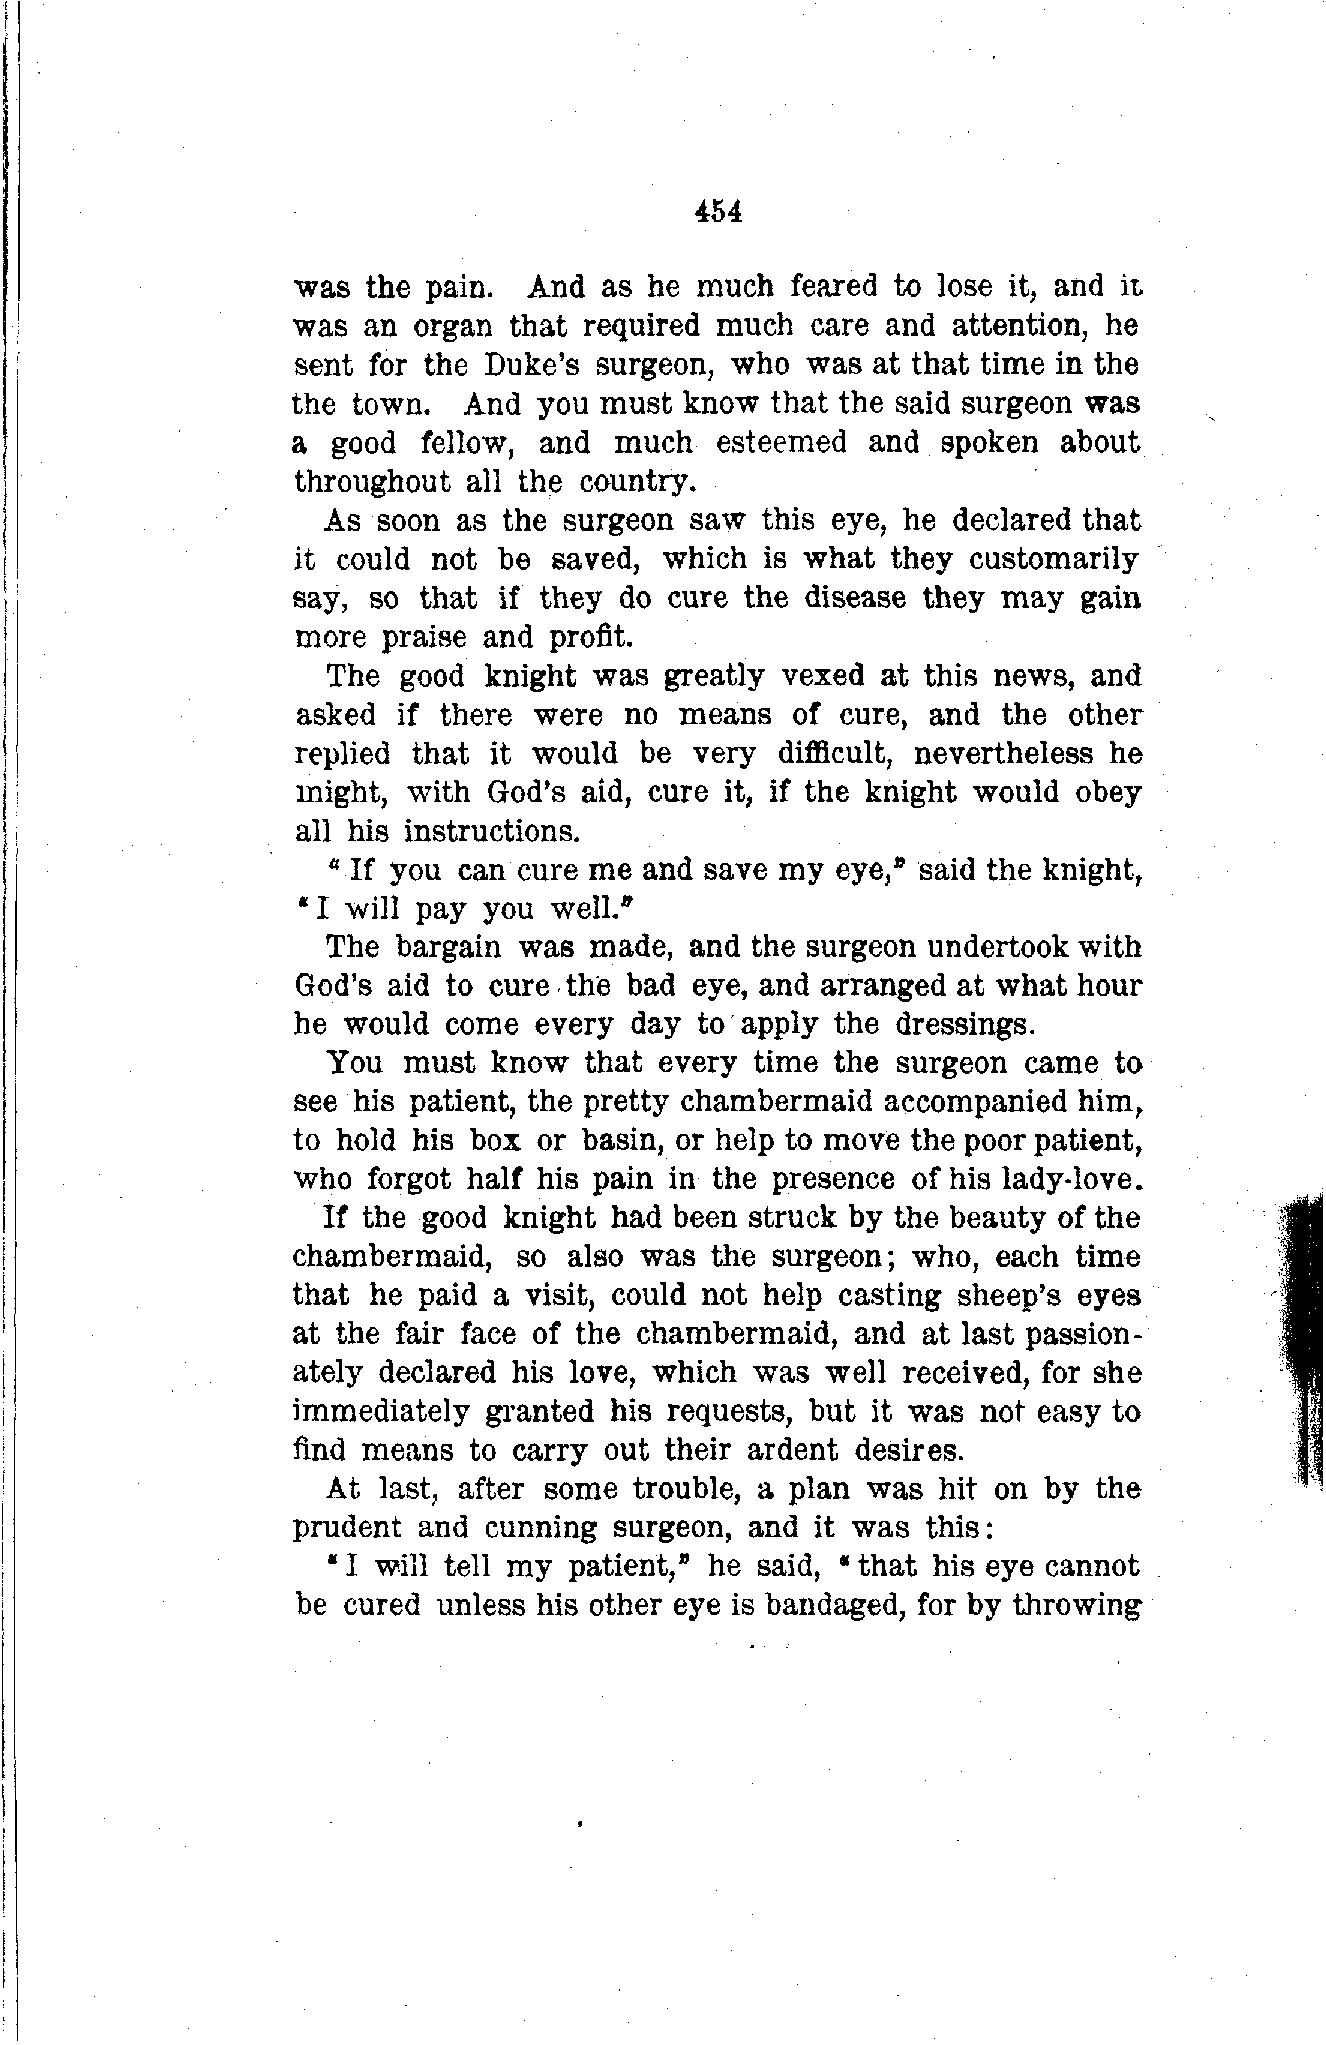 454
was the pain. And as he much feared to lose it, and it
was an organ that required much care and attention, he
sent for the Duke's surgeon, who was at that time in the
the town. And you must know that the said surgeon was
a good fellow, and much esteemed and spoken about
throughout all the country.
As soon as the surgeon saw this eye, he declared that
it could not be saved, which is what they customarily
say, so that if they do cure the disease they may gain
more praise and profit.
The good knight was greatly vexed at this news, and
asked if there were no means of cure, and the other
replied that it would be very difficult, nevertheless he
might, with God's aid, cure it, if the knight would obey
all his instructions.
“If you can cure me and save my eye,” said the knight,
“I will pay you well.”
The bargain was made, and the surgeon undertook with
God's aid to cure the bad eye, and arranged at what hour
he would come every day to apply the dressings.
You must know that every time the surgeon came to
see his patient, the pretty chambermaid accompanied him,
to hold his box or basin, or help to move the poor patient,
who forgot half his pain in the presence of his lady-love.
If the good knight had been struck by the beauty of the
chambermaid, so also was the surgeon; who, each time
that he paid a visit, could not help casting sheep's eyes
at the fair face of the chambermaid, and at last passion-
ately declared his love, which was well received, for she
immediately granted his requests, but it was not easy to
find means to carry out their ardent desires.
At last, after some trouble, a plan was hit on by the
prudent and cunning surgeon, and it was this:
“I will tell my patient,” he said, “that his eye cannot
be cured unless his other eye is bandaged, for by throwing